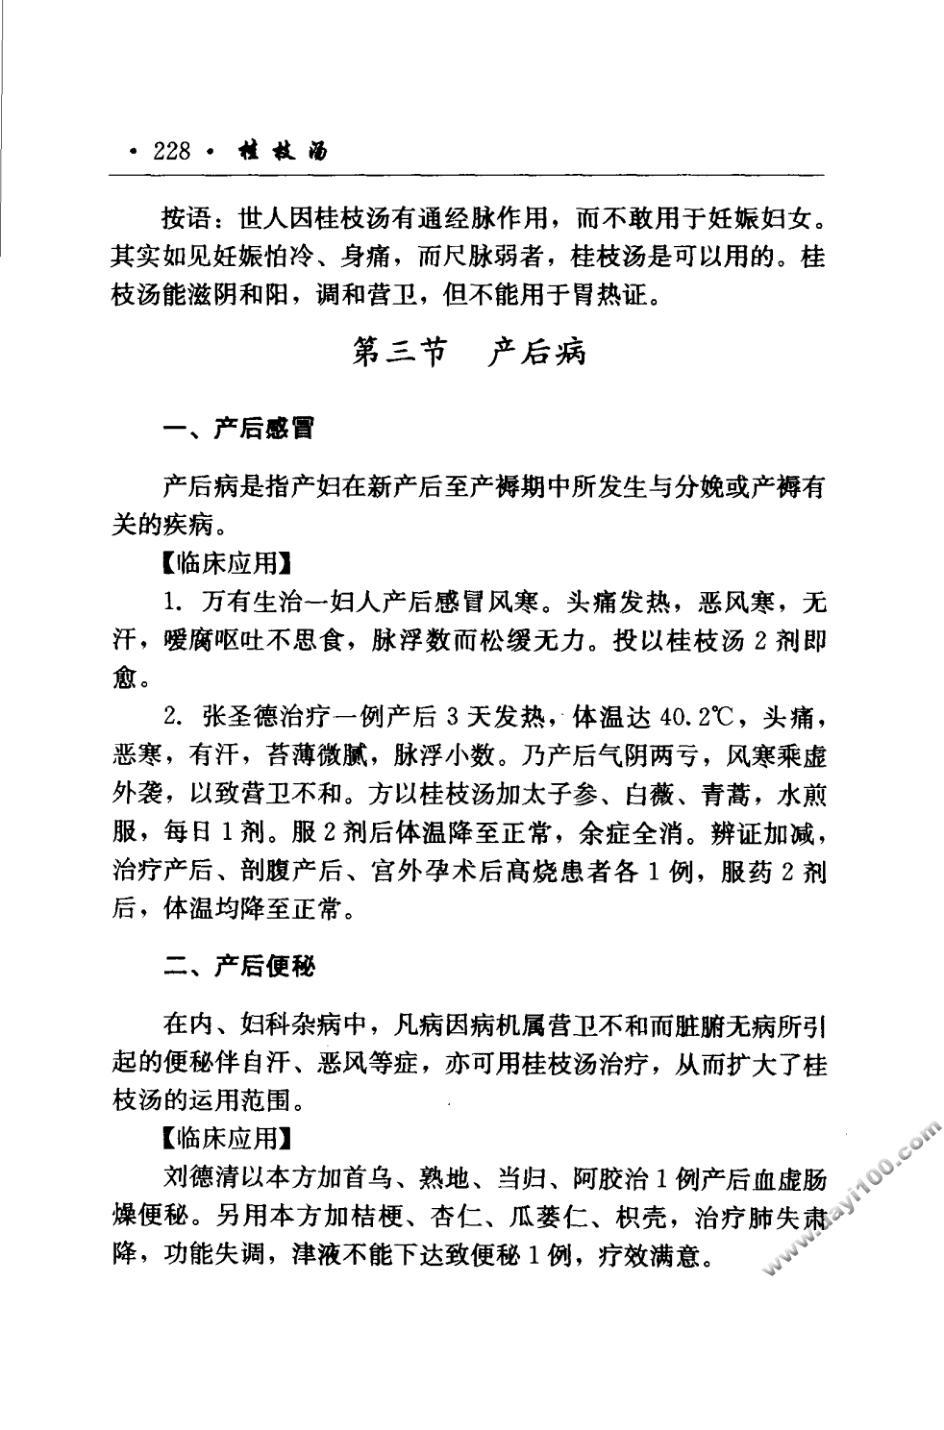 · 228 · 桂枝汤
按语：世人因桂枝汤有通经脉作用，而不敢用于妊娠妇女。
其实如见妊娠怕冷、身痛，而尺脉弱者，桂枝汤是可以用的。桂
枝汤能滋阴和阳，调和营卫，但不能用于胃热证。
第三节 产后病
一、产后感冒
产后病是指产妇在新产后至产褥期中所发生与分娩或产褥有
关的疾病。
【临床应用】
1. 万有生治一妇人产后感冒风寒。头痛发热，恶风寒，无
汗，嗳腐呕吐不思食，脉浮数而松缓无力。投以桂枝汤 2 剂即
愈。
2. 张圣德治疗一例产后 3 天发热，体温达 40.2℃，头痛，
恶寒，有汗，苔薄微腻，脉浮小数。乃产后气阴两亏，风寒乘虚
外袭，以致营卫不和。方以桂枝汤加太子参、白薇、青蒿，水煎
服，每日 1 剂。服 2 剂后体温降至正常，余症全消。辨证加减，
治疗产后、剖腹产后、宫外孕术后高烧患者各 1 例，服药 2 剂
后，体温均降至正常。
二、产后便秘
在内、妇科杂病中，凡病因病机属营卫不和而脏腑无病所引
起的便秘伴自汗、恶风等症，亦可用桂枝汤治疗，从而扩大了桂
枝汤的运用范围。
【临床应用】
刘德清以本方加首乌、熟地、当归、阿胶治 1 例产后血虚肠
燥便秘。另用本方加桔梗、杏仁、瓜蒌仁、枳壳，治疗肺失肃
降，功能失调，津液不能下达致便秘 1 例，疗效满意。
www.dayi100.com